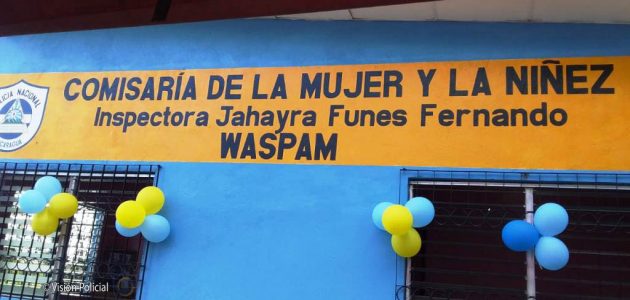 COMISARÍA DE LA MUJER Y LA NIÑEZ
Inspectora Jahayra Funes Fernando
WASPAM
©Visión Policial